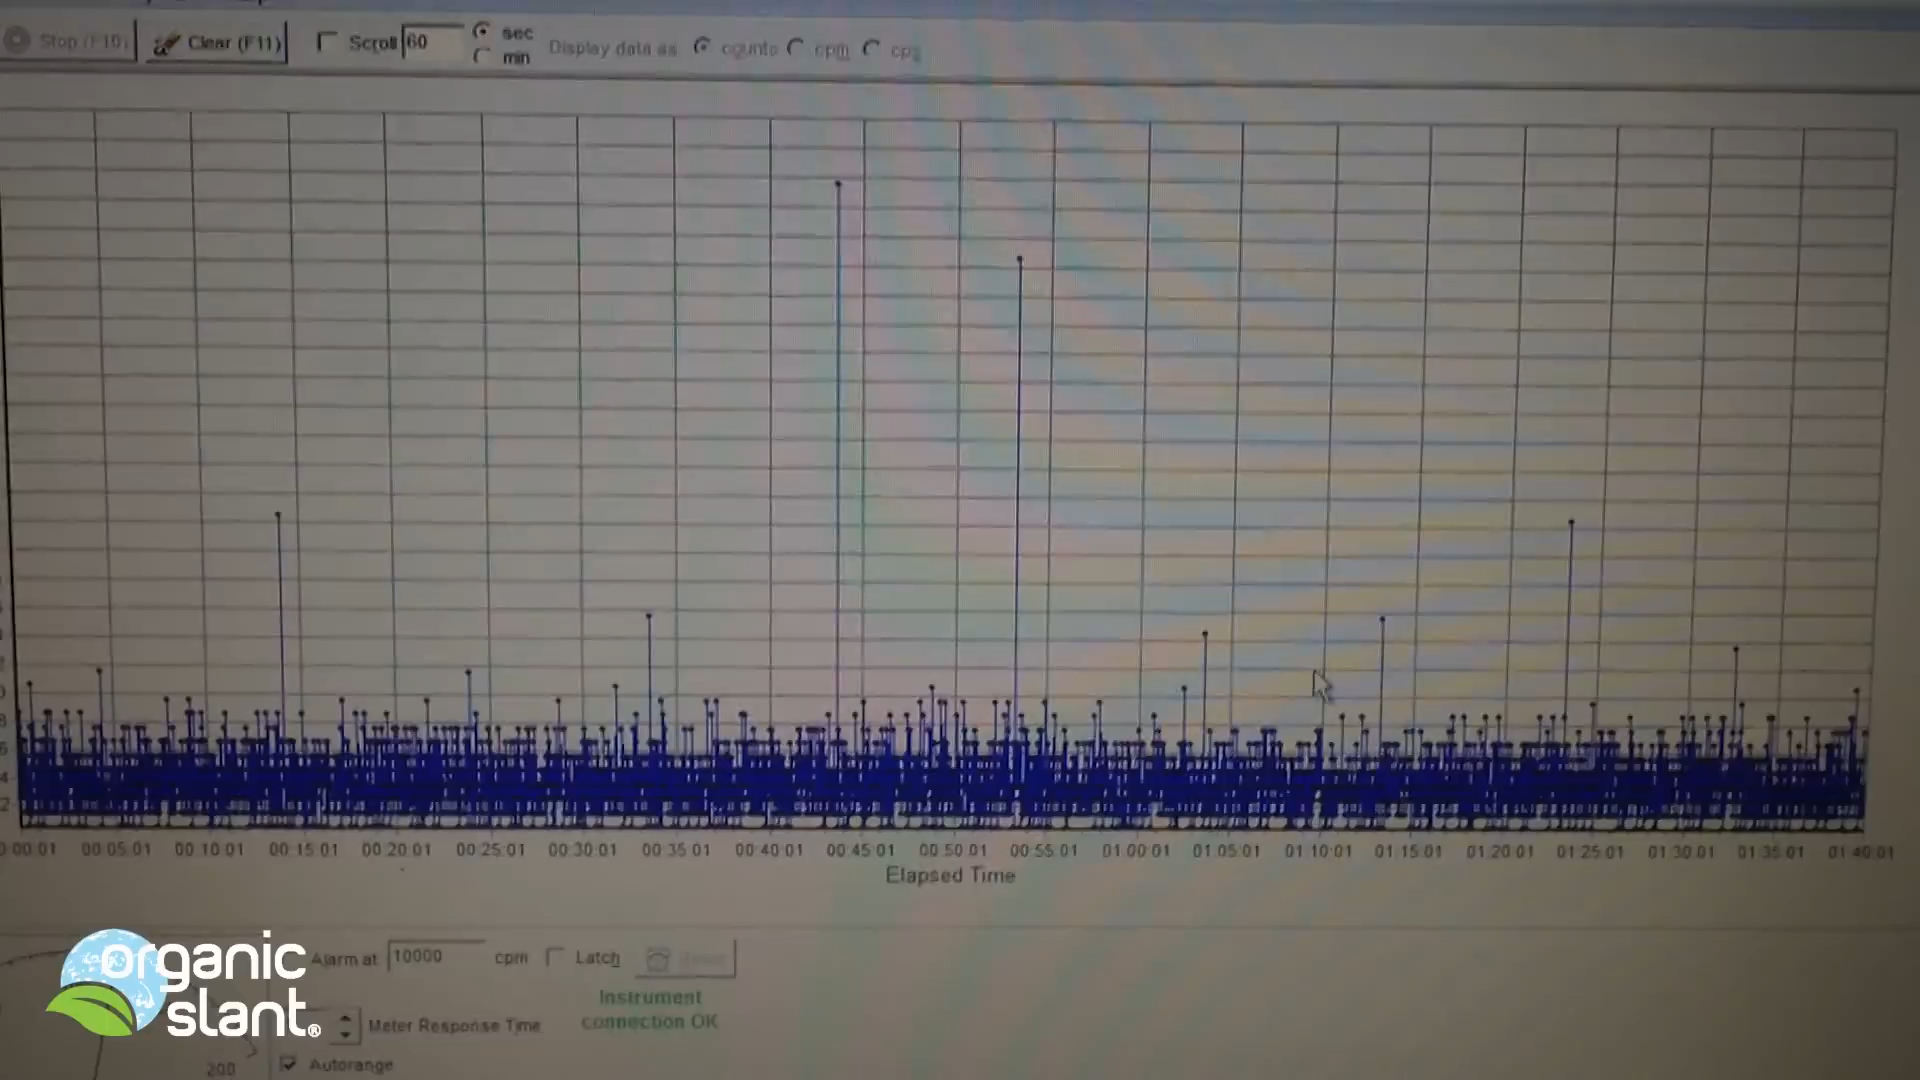 Stop (F10)
Clear (F11)
Scroll 60
sec
min
Display data as counts cpm cps
8
6
4
2
00:05:01 00:10:01 00:15:01 00:20:01 00:25:01 00:30:01 00:35:01 00:40:01 00:45:01 00:50:01 00:55:01 01:00:01 01:05:01 01:10:01 01:15:01 01:20:01 01:25:01 01:30:01 01:35:01 01:40:01
Elapsed Time
organic
slant®
Alarm at 10000 cpm Latch
Instrument
connection OK
Meter Response Time
200
Autorange